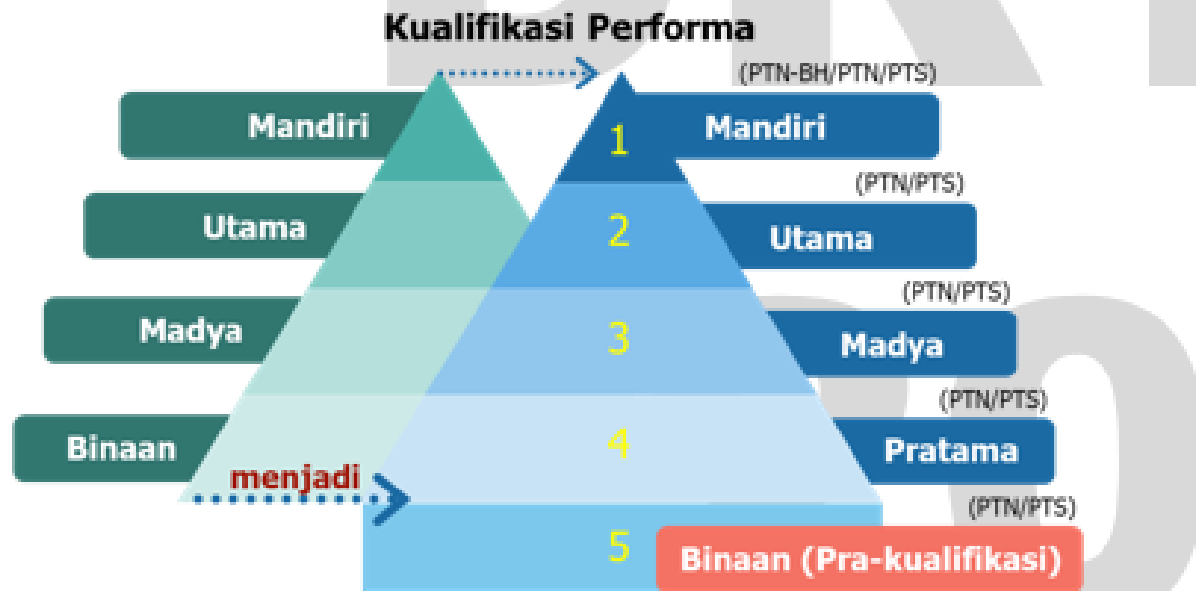 Kualifikasi Performa
(PTN-BH/PTN/PTS)
Mandiri
1
Mandiri
(PTN/PTS)
Utama
2
Utama
(PTN/PTS)
Madya
3
Madya
(PTN/PTS)
Binaan
4
Pratama
menjadi
(PTN/PTS)
5
Binaan (Pra-kualifikasi)